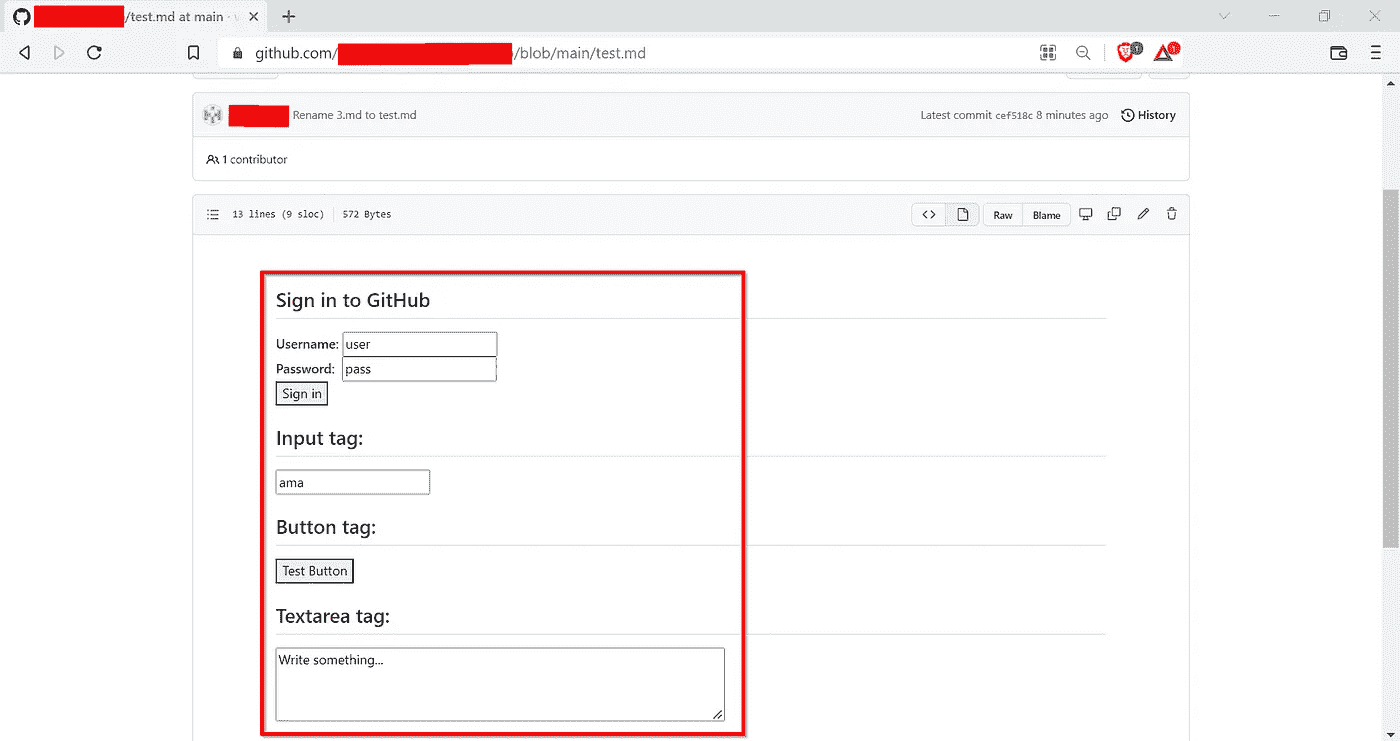 /test.md at main · v
github.com/ /blob/main/test.md
Rename 3.md to test.md
Latest commit cef518c 8 minutes ago History
1 contributor
13 lines (9 sloc) 572 Bytes
Raw Blame
Sign in to GitHub
Username: user
Password: pass
Sign in
Input tag:
ama
Button tag:
Test Button
Textarea tag:
Write something...